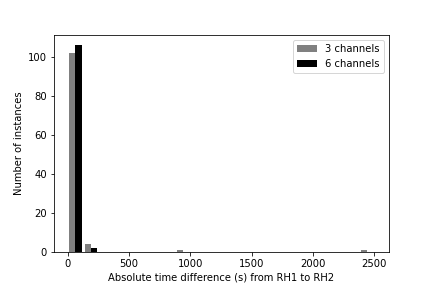 3 channels
6 channels
100
80
60
40
20
0
Number of instances
0 500 1000 1500 2000 2500
Absolute time difference (s) from RH1 to RH2